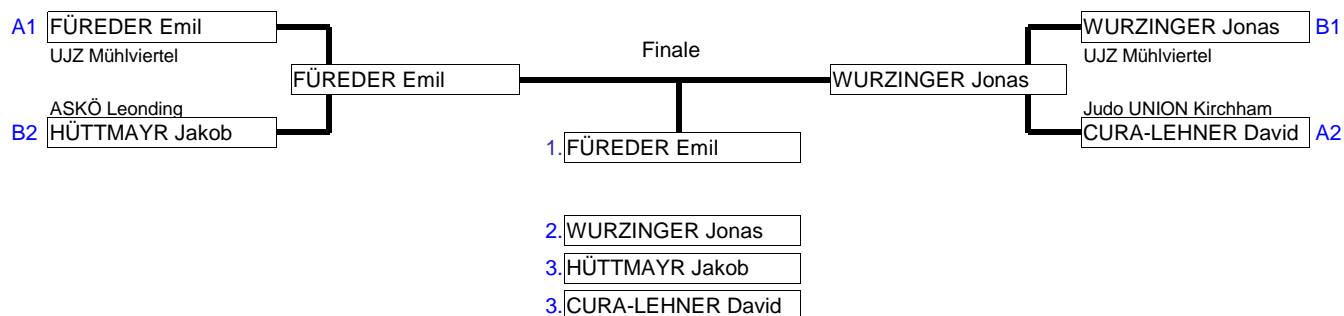 A1 FÜREDER Emil
UJZ Mühlviertel
WURZINGER Jonas B1
UJZ Mühlviertel
Finale
FÜREDER Emil
WURZINGER Jonas
ASKÖ Leonding
B2 HÜTTMAYR Jakob
Judo UNION Kirchham
CURA-LEHNER David A2
1. FÜREDER Emil
2. WURZINGER Jonas
3. HÜTTMAYR Jakob
3. CURA-LEHNER David